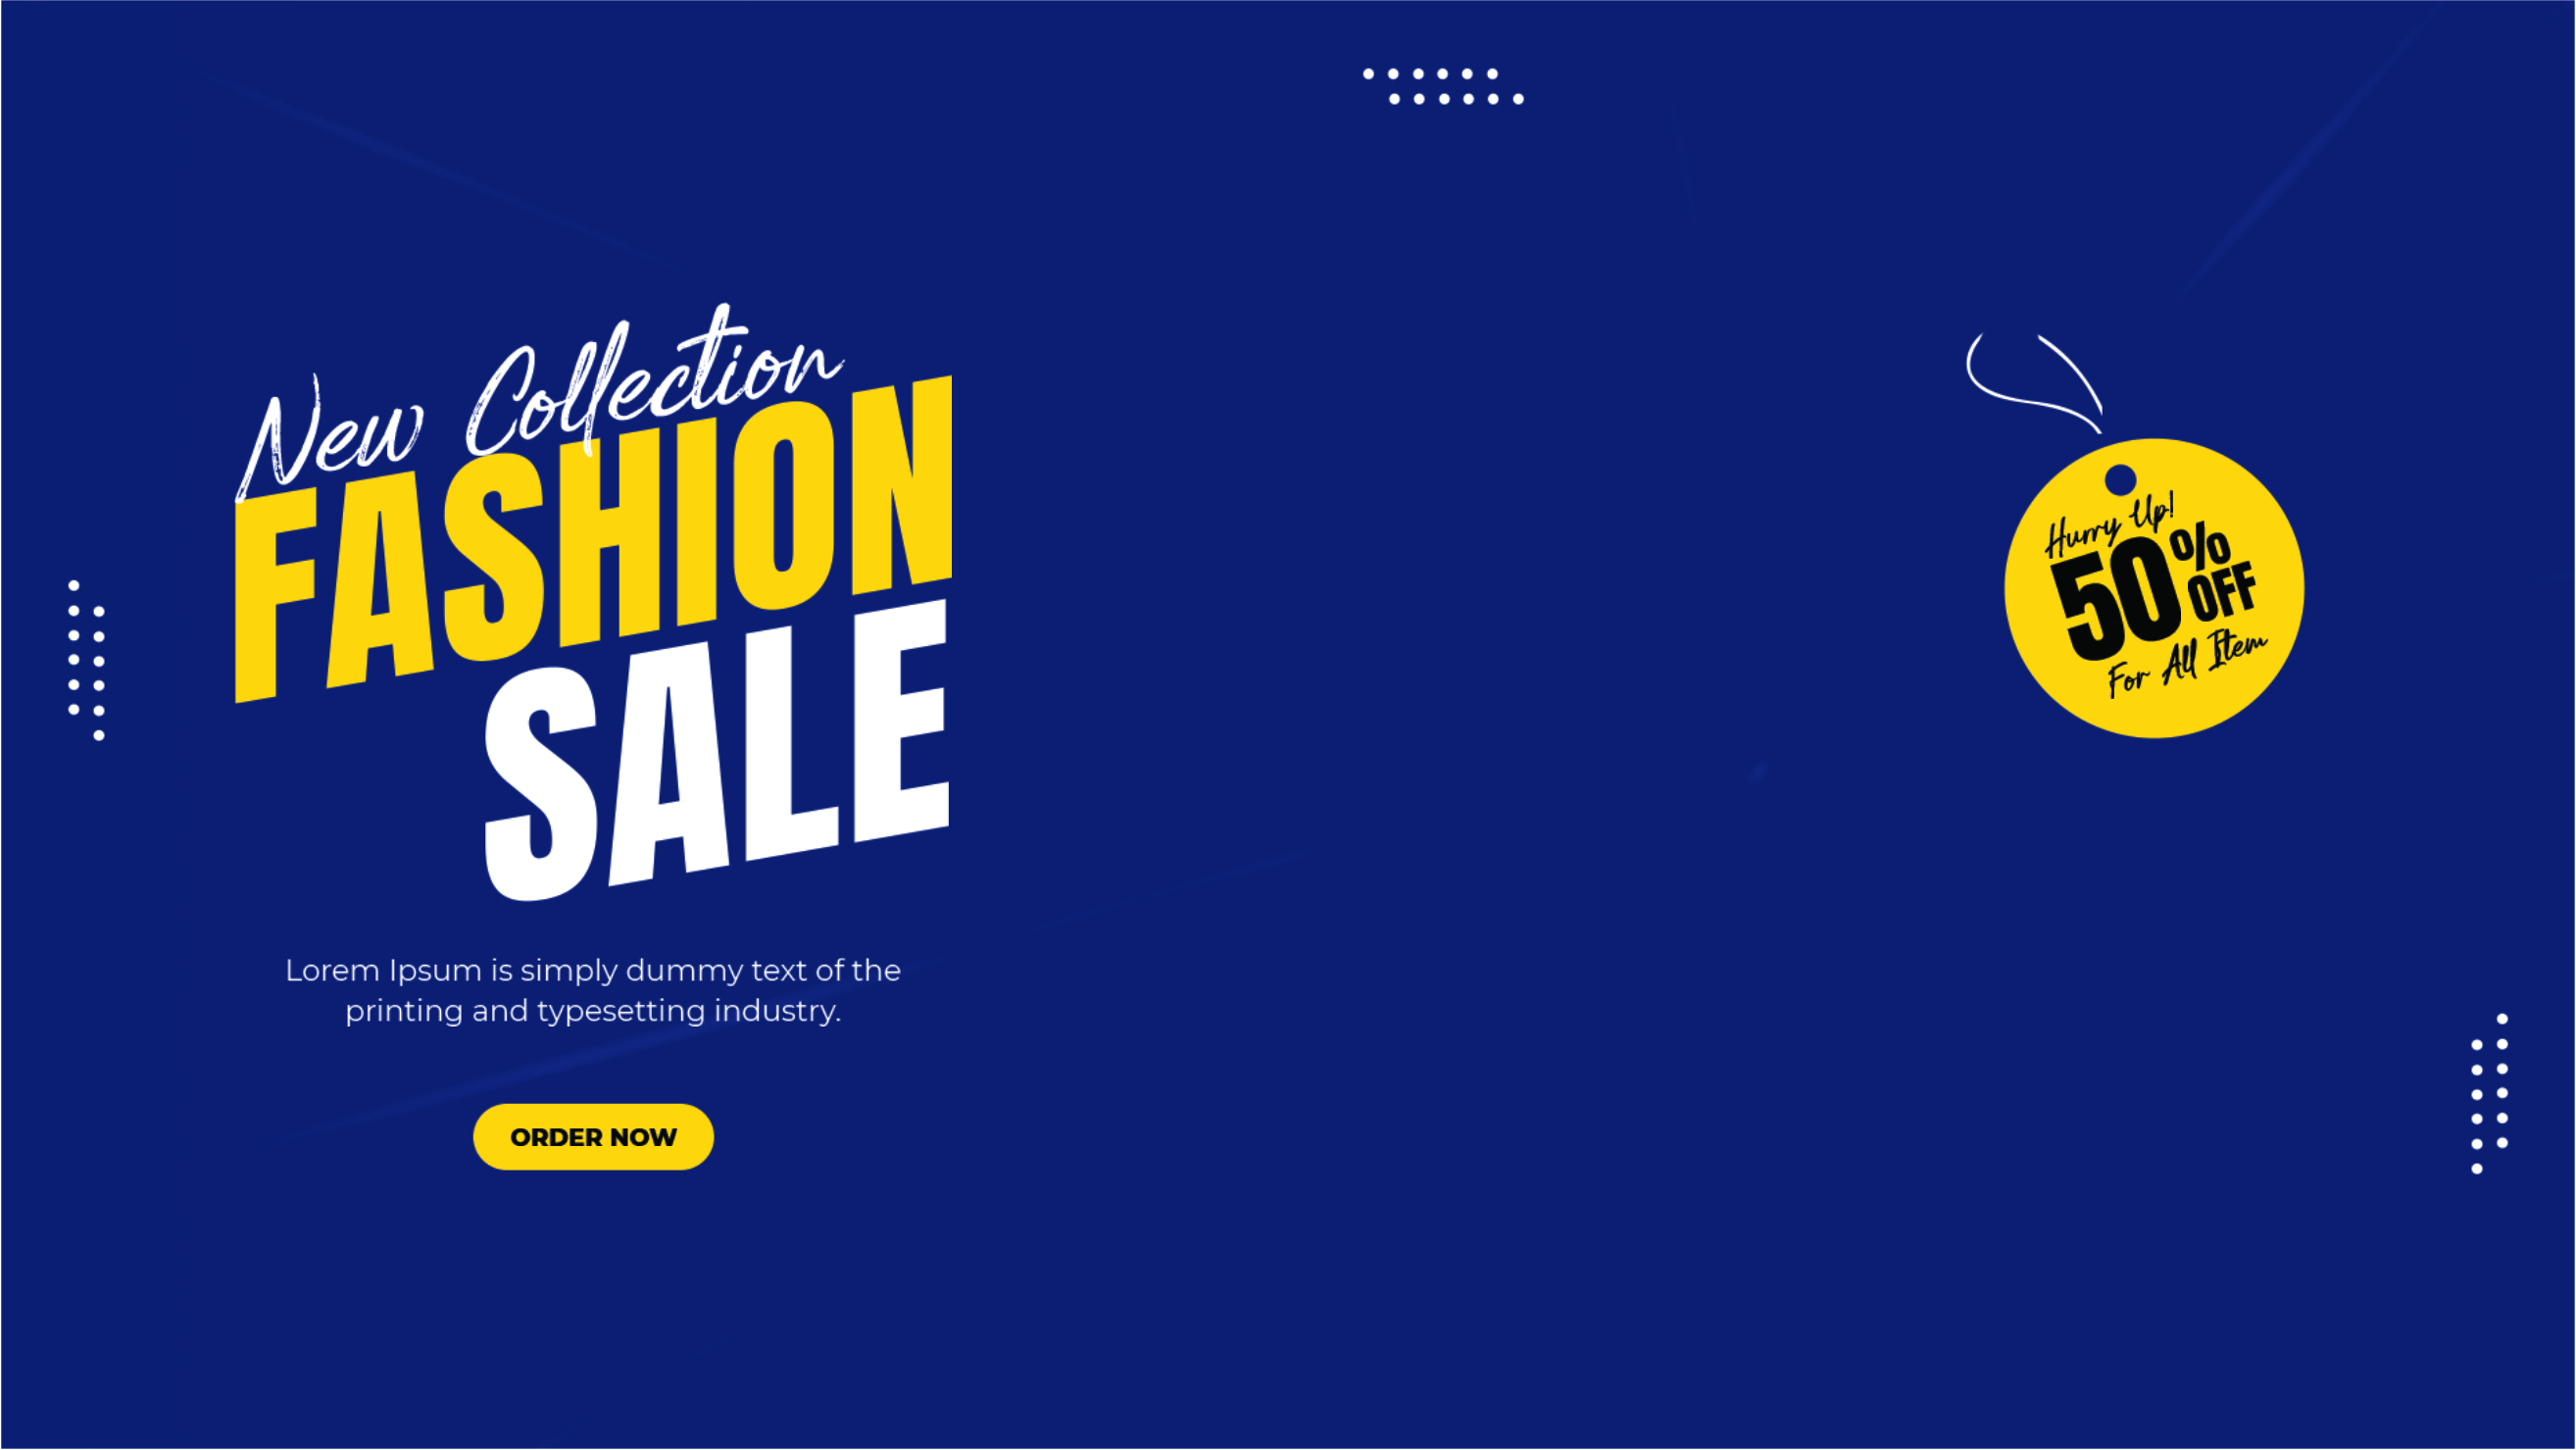 New Collection
FASHION
SALE
Lorem Ipsum is simply dummy text of the
printing and typesetting industry.
ORDER NOW
Hurry Up!
50%
OFF
For All Item